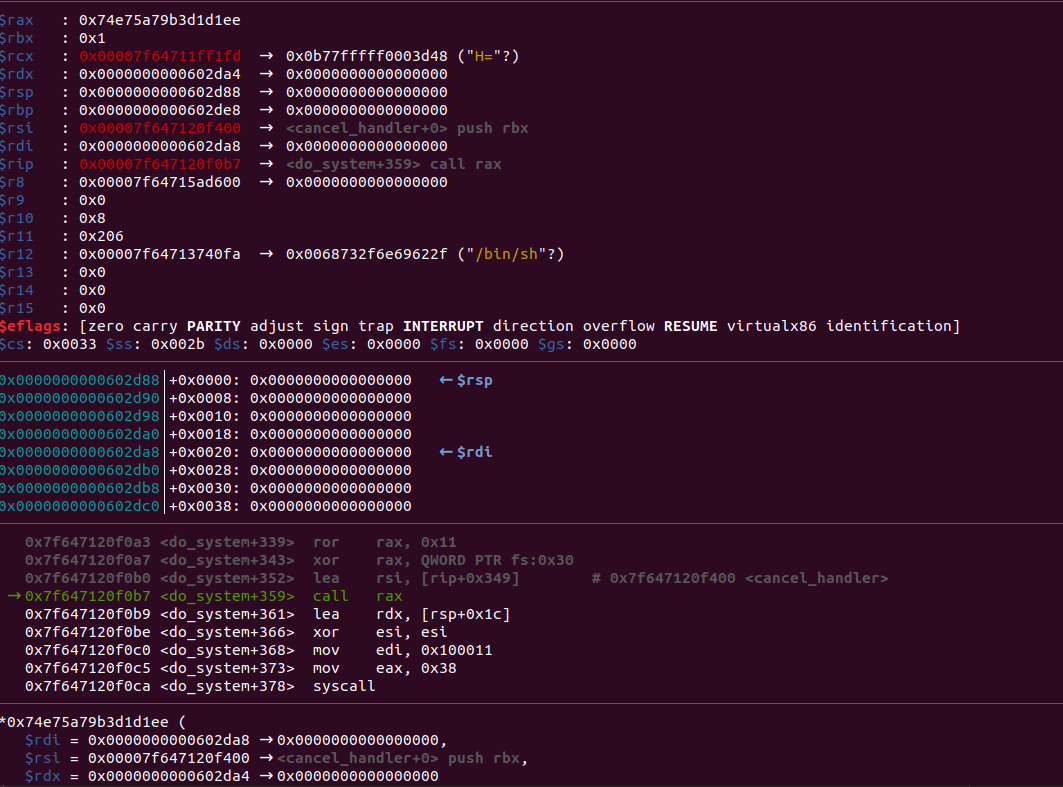 $rax   : 0x74e75a79b3d1d1ee
$rbx   : 0x1
$rcx   : 0x00007f64711ff1fd  →  0x0b77fffff0003d48 ("H="?)
$rdx   : 0x0000000000602da4  →  0x0000000000000000
$rsp   : 0x0000000000602d88  →  0x0000000000000000
$rbp   : 0x0000000000602de8  →  0x0000000000000000
$rsi   : 0x00007f647120f400  →  <cancel_handler+0> push rbx
$rdi   : 0x0000000000602da8  →  0x0000000000000000
$rip   : 0x00007f647120f0b7  →  <do_system+359> call rax
$r8    : 0x00007f64715ad600  →  0x0000000000000000
$r9    : 0x0
$r10   : 0x8
$r11   : 0x206
$r12   : 0x00007f64713740fa  →  0x0068732f6e69622f ("/bin/sh"?)
$r13   : 0x0
$r14   : 0x0
$r15   : 0x0
$eflags: [zero carry PARITY adjust sign trap INTERRUPT direction overflow RESUME virtualx86 identification]
$cs: 0x0033 $ss: 0x002b $ds: 0x0000 $es: 0x0000 $fs: 0x0000 $gs: 0x0000
0x0000000000602d88│+0x0000: 0x0000000000000000   ←$rsp
0x0000000000602d90│+0x0008: 0x0000000000000000
0x0000000000602d98│+0x0010: 0x0000000000000000
0x0000000000602da0│+0x0018: 0x0000000000000000
0x0000000000602da8│+0x0020: 0x0000000000000000   ←$rdi
0x0000000000602db0│+0x0028: 0x0000000000000000
0x0000000000602db8│+0x0030: 0x0000000000000000
0x0000000000602dc0│+0x0038: 0x0000000000000000
0x7f647120f0a3 <do_system+339>  ror    rax, 0x11
0x7f647120f0a7 <do_system+343>  xor    rax, QWORD PTR fs:0x30
0x7f647120f0b0 <do_system+352>  lea    rsi, [rip+0x349]        # 0x7f647120f400 <cancel_handler>
→0x7f647120f0b7 <do_system+359>  call   rax
0x7f647120f0b9 <do_system+361>  lea    rdx, [rsp+0x1c]
0x7f647120f0be <do_system+366>  xor    esi, esi
0x7f647120f0c0 <do_system+368>  mov    edi, 0x100011
0x7f647120f0c5 <do_system+373>  mov    eax, 0x38
0x7f647120f0ca <do_system+378>  syscall
*0x74e75a79b3d1d1ee (
$rdi = 0x0000000000602da8 →0x0000000000000000,
$rsi = 0x00007f647120f400 →<cancel_handler+0> push rbx,
$rdx = 0x0000000000602da4 →0x0000000000000000